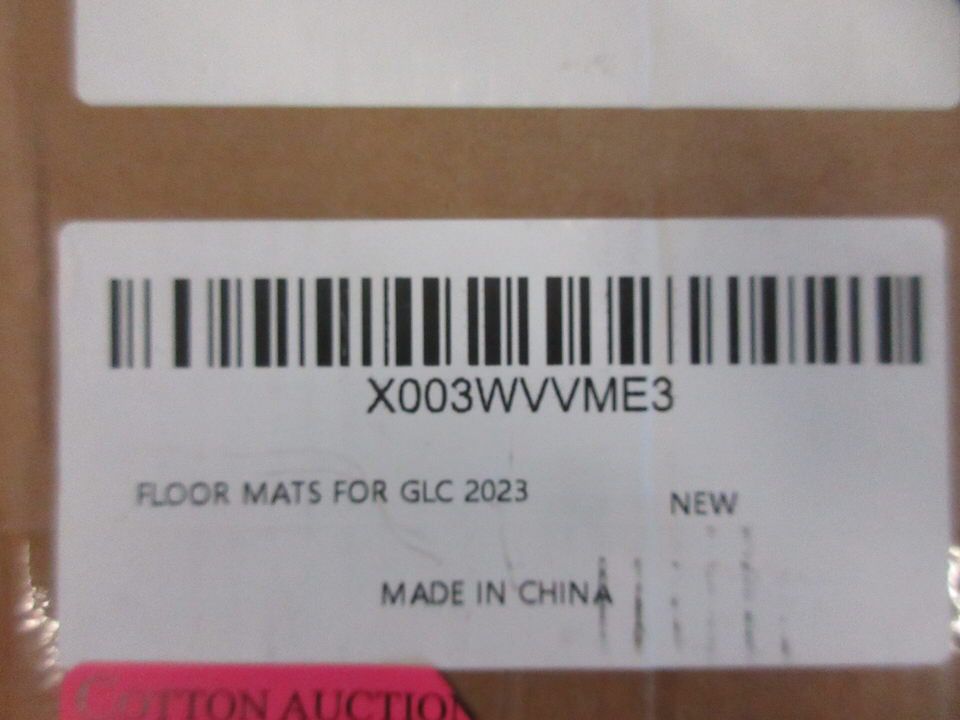 X003WVVME3
FLOOR MATS FOR GLC 2023
NEW
MADE IN CHINA
COTTON AUCTION